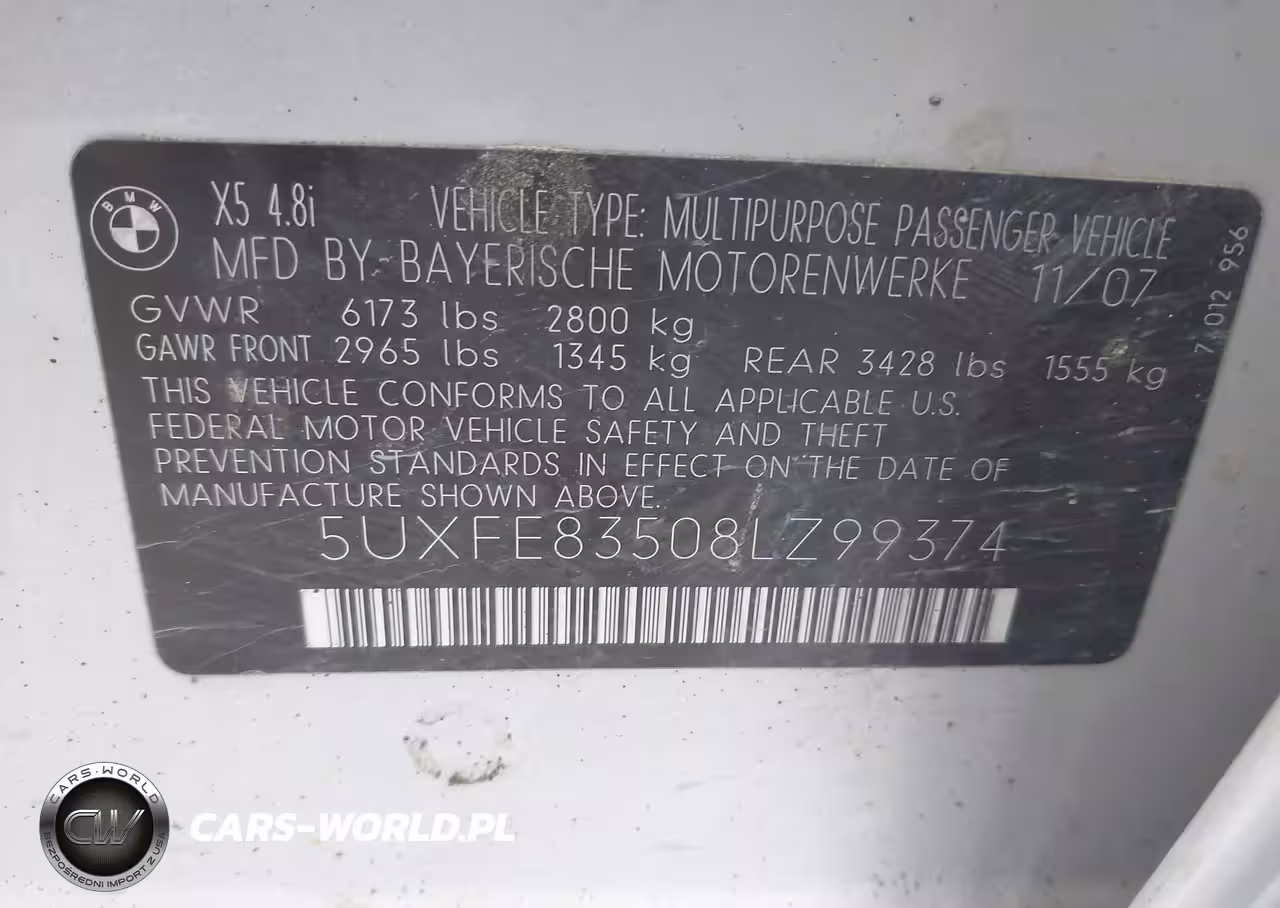 BMW
X5 4.8i VEHICLE TYPE: MULTIPURPOSE PASSENGER VEHICLE
MFD BY BAYERISCHE MOTORENWERKE 11/07
GVWR 6173 lbs 2800 kg
GAWR FRONT 2965 lbs 1345 kg REAR 3428 lbs 1555 kg
THIS VEHICLE CONFORMS TO ALL APPLICABLE U.S.
FEDERAL MOTOR VEHICLE SAFETY AND THEFT
PREVENTION STANDARDS IN EFFECT ON THE DATE OF
MANUFACTURE SHOWN ABOVE.
5UXFE83508LZ99374
7 012 956
CARS-WORLD
CW
BEZPOŚREDNI IMPORT Z USA
CARS-WORLD.PL